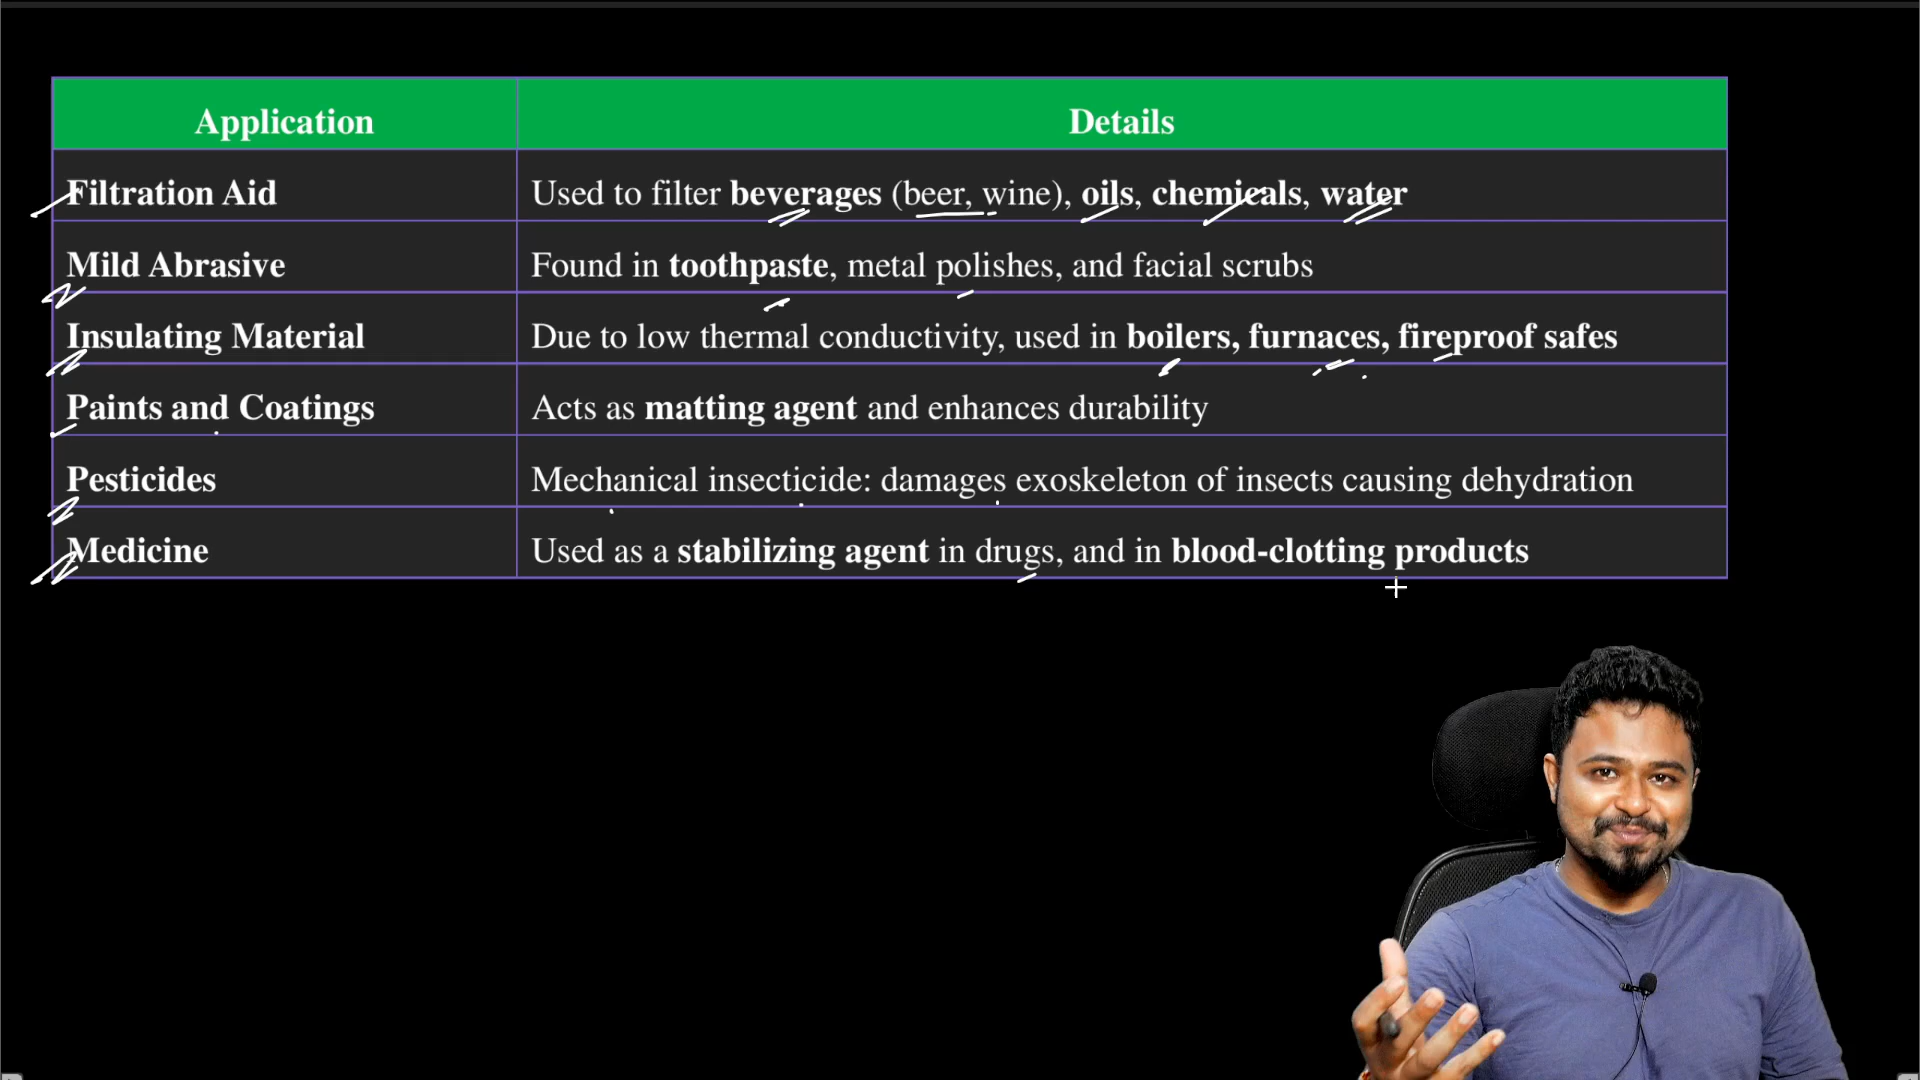 Application Details
Filtration Aid Used to filter beverages (beer, wine), oils, chemicals, water
Mild Abrasive Found in toothpaste, metal polishes, and facial scrubs
Insulating Material Due to low thermal conductivity, used in boilers, furnaces, fireproof safes
Paints and Coatings Acts as matting agent and enhances durability
Pesticides Mechanical insecticide: damages exoskeleton of insects causing dehydration
Medicine Used as a stabilizing agent in drugs, and in blood-clotting products